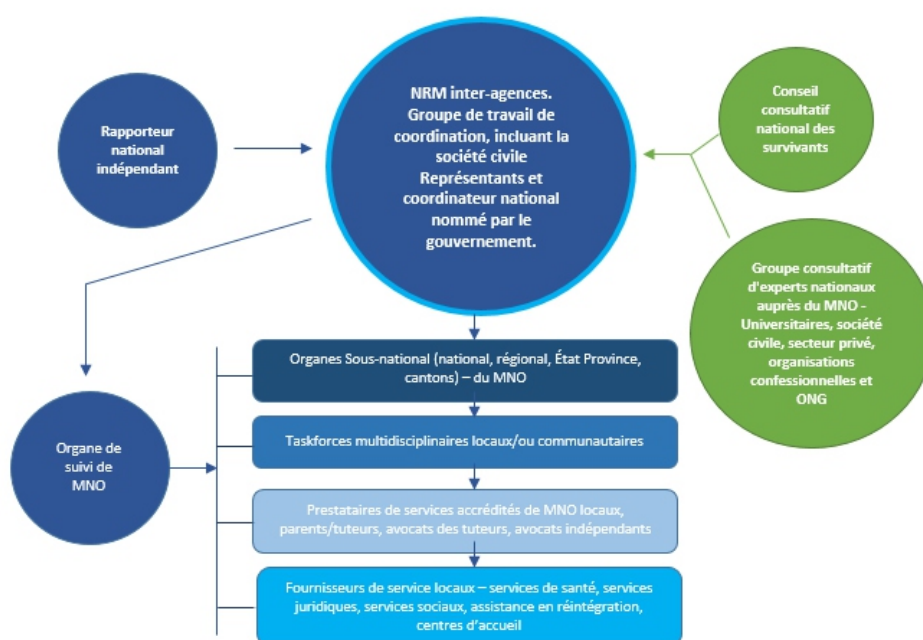 NRM inter-agences.
Groupe de travail de
coordination, incluant la
société civile
Représentants et
coordinateur national
nommé par le
gouvernement.
Rapporteur
national
indépendant
Conseil
consultatif
national des
survivants
Groupe consultatif
d'experts nationaux
auprès du MNO -
Universitaires, société
civile, secteur privé,
organisations
confessionnelles et
ONG
Organes Sous-national (national, régional, État Province,
cantons) – du MNO
Taskforces multidisciplinaires locaux/ou communautaires
Organe de
suivi de
MNO
Prestataires de services accrédités de MNO locaux,
parents/tuteurs, avocats des tuteurs, avocats indépendants
Fournisseurs de service locaux – services de santé, services
juridiques, services sociaux, assistance en réintégration,
centres d'accueil